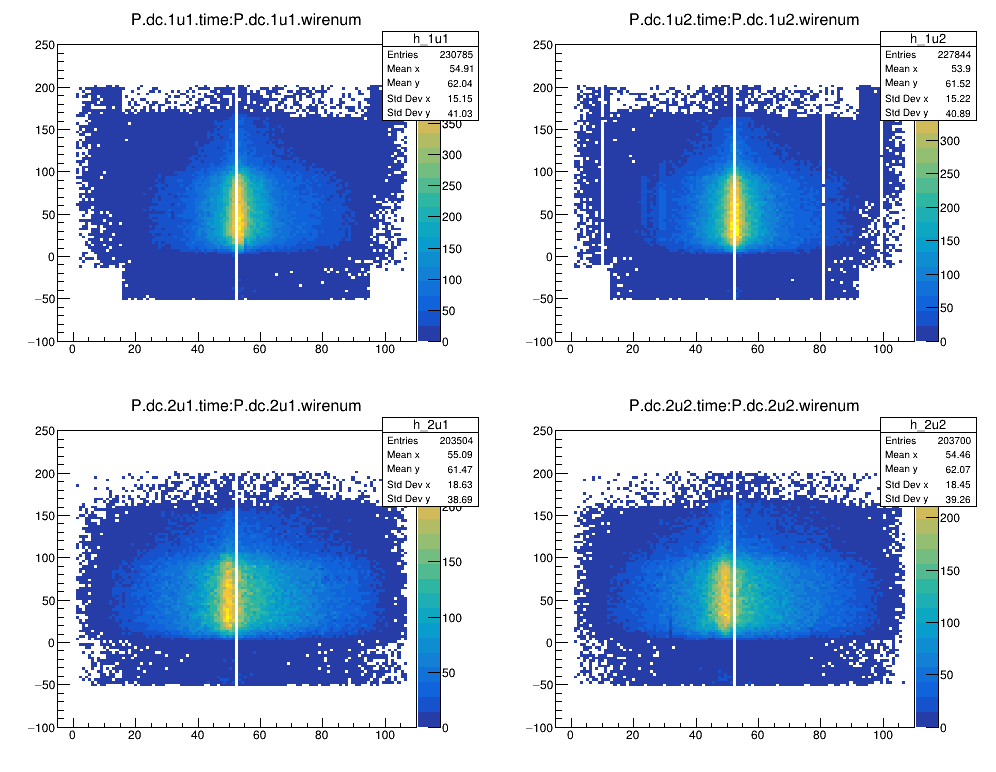 P.dc.1u1.time:P.dc.1u1.wirenum
h_1u1
Entries 230785
Mean x 54.91
Mean y 62.04
Std Dev x 15.15
Std Dev y 41.03
250
200
150
100
50
0
−50
−100
0 20 40 60 80 100
350
300
250
200
150
100
50
0
P.dc.1u2.time:P.dc.1u2.wirenum
h_1u2
Entries 227844
Mean x 53.9
Mean y 61.52
Std Dev x 15.22
Std Dev y 40.89
250
200
150
100
50
0
−50
−100
0 20 40 60 80 100
300
250
200
150
100
50
0
P.dc.2u1.time:P.dc.2u1.wirenum
h_2u1
Entries 203504
Mean x 55.09
Mean y 61.47
Std Dev x 18.63
Std Dev y 38.69
250
200
150
100
50
0
−50
−100
0 20 40 60 80 100
200
150
100
50
0
P.dc.2u2.time:P.dc.2u2.wirenum
h_2u2
Entries 203700
Mean x 54.46
Mean y 62.07
Std Dev x 18.45
Std Dev y 39.26
250
200
150
100
50
0
−50
−100
0 20 40 60 80 100
200
150
100
50
0